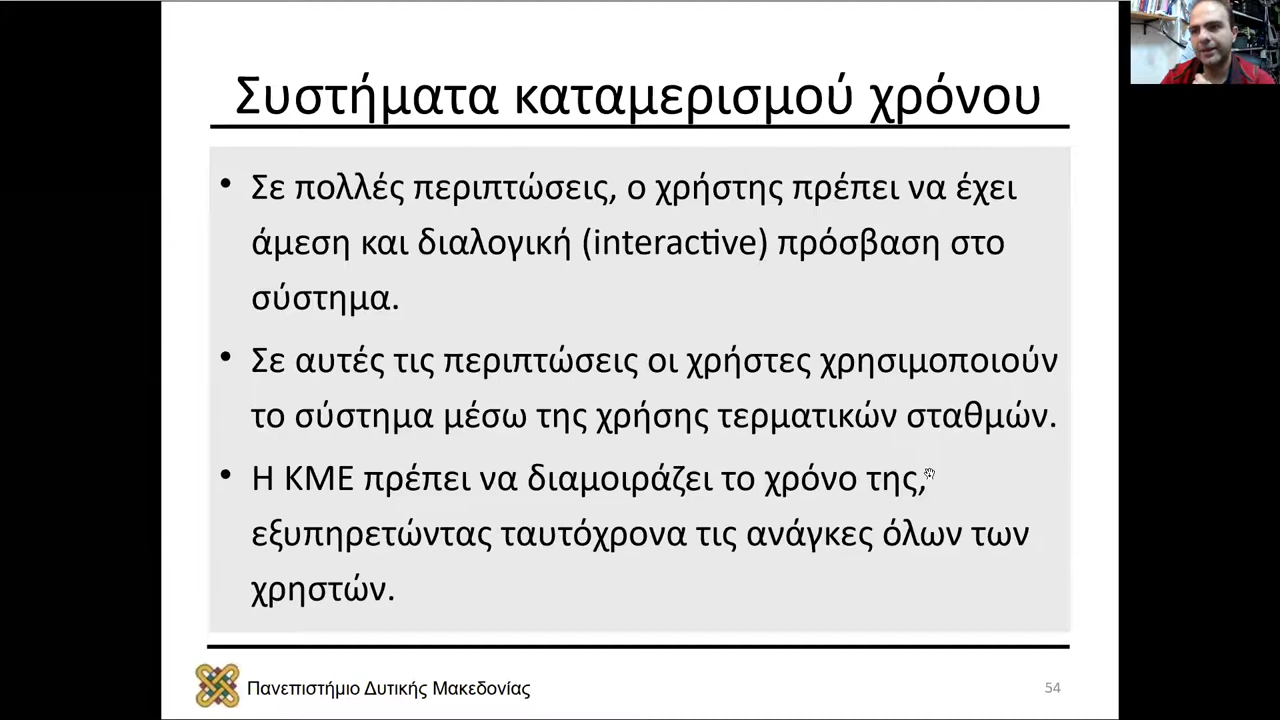 Συστήματα καταμερισμού χρόνου
• Σε πολλές περιπτώσεις, ο χρήστης πρέπει να έχει
άμεση και διαλογική (interactive) πρόσβαση στο
σύστημα.
• Σε αυτές τις περιπτώσεις οι χρήστες χρησιμοποιούν
το σύστημα μέσω της χρήσης τερματικών σταθμών.
• Η ΚΜΕ πρέπει να διαμοιράζει το χρόνο της,
εξυπηρετώντας ταυτόχρονα τις ανάγκες όλων των
χρηστών.
Πανεπιστήμιο Δυτικής Μακεδονίας
54